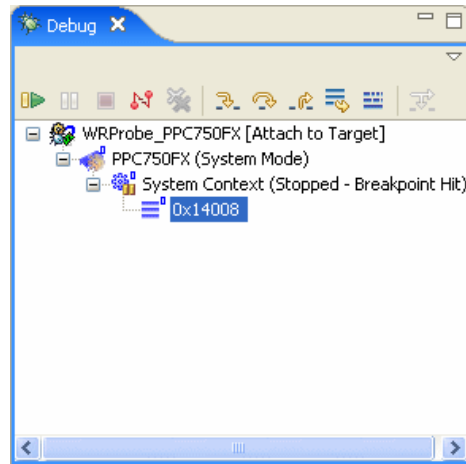 Debug
WRProbe_PPC750FX [Attach to Target]
PPC750FX (System Mode)
System Context (Stopped - Breakpoint Hit)
0x14008